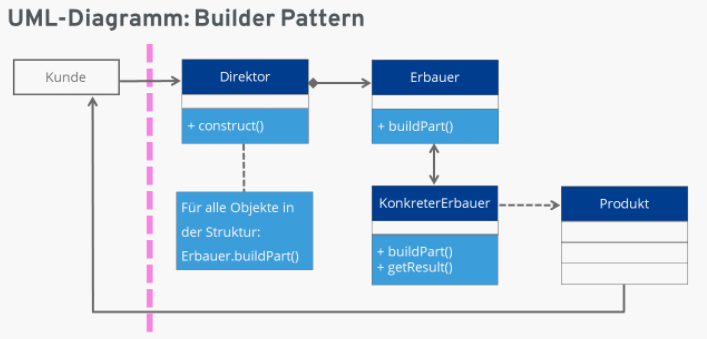 UML-Diagramm: Builder Pattern
Kunde
Direktor
+ construct()
Erbauer
+ buildPart()
Für alle Objekte in
der Struktur:
Erbauer.buildPart()
KonkreterErbauer
+ buildPart()
+ getResult()
Produkt